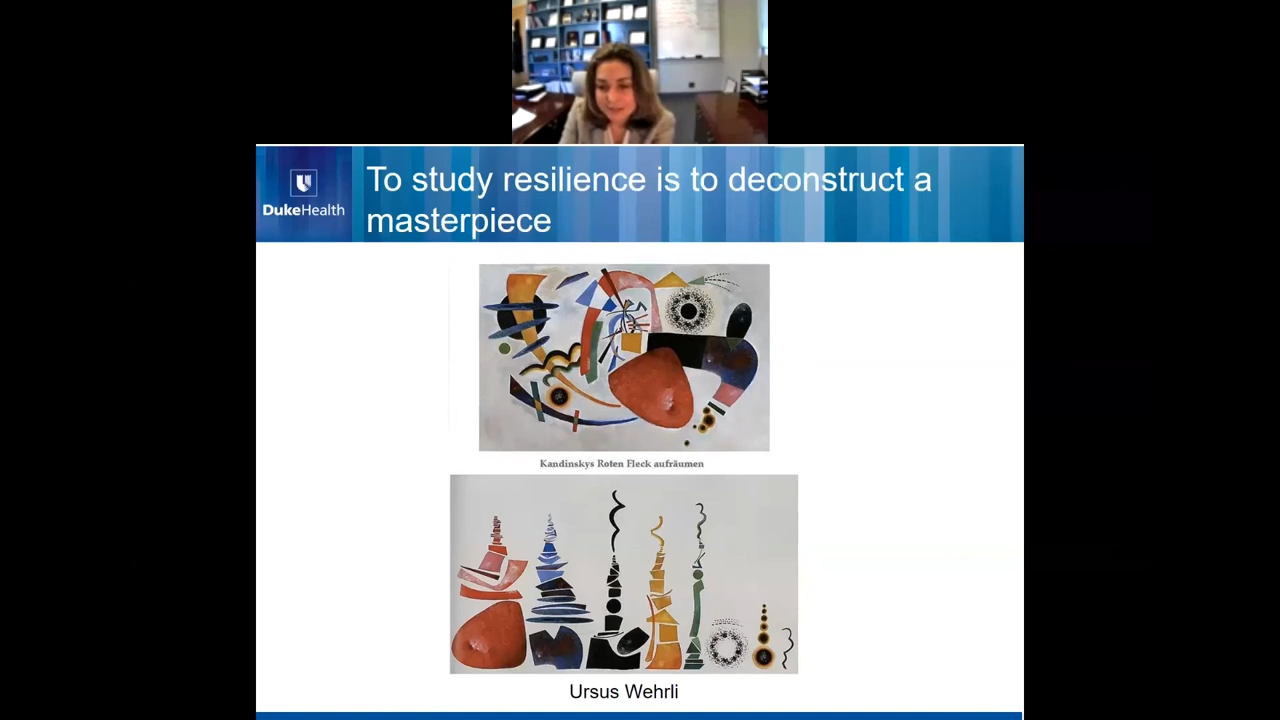 To study resilience is to deconstruct a
masterpiece
DukeHealth
Kandinskys Roten Fleck aufräumen
Ursus Wehrli